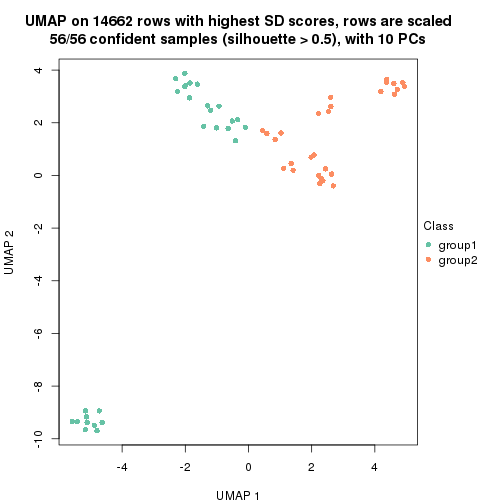 UMAP on 14662 rows with highest SD scores, rows are scaled
56/56 confident samples (silhouette > 0.5), with 10 PCs
4
2
0
-2
-4
-6
-8
-10
UMAP 2
-4
-2
0
2
4
UMAP 1
Class
group1
group2